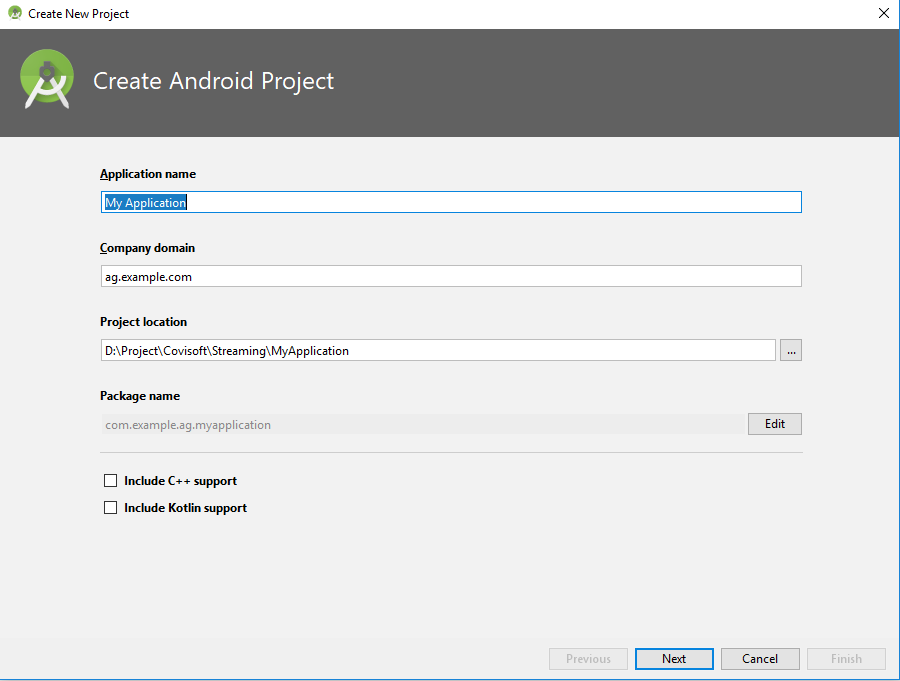 Create New Project
Create Android Project
Application name
My Application
Company domain
ag.example.com
Project location
D:\Project\Covisoft\Streaming\MyApplication
...
Package name
com.example.ag.myapplication
Edit
Include C++ support
Include Kotlin support
Previous
Next
Cancel
Finish